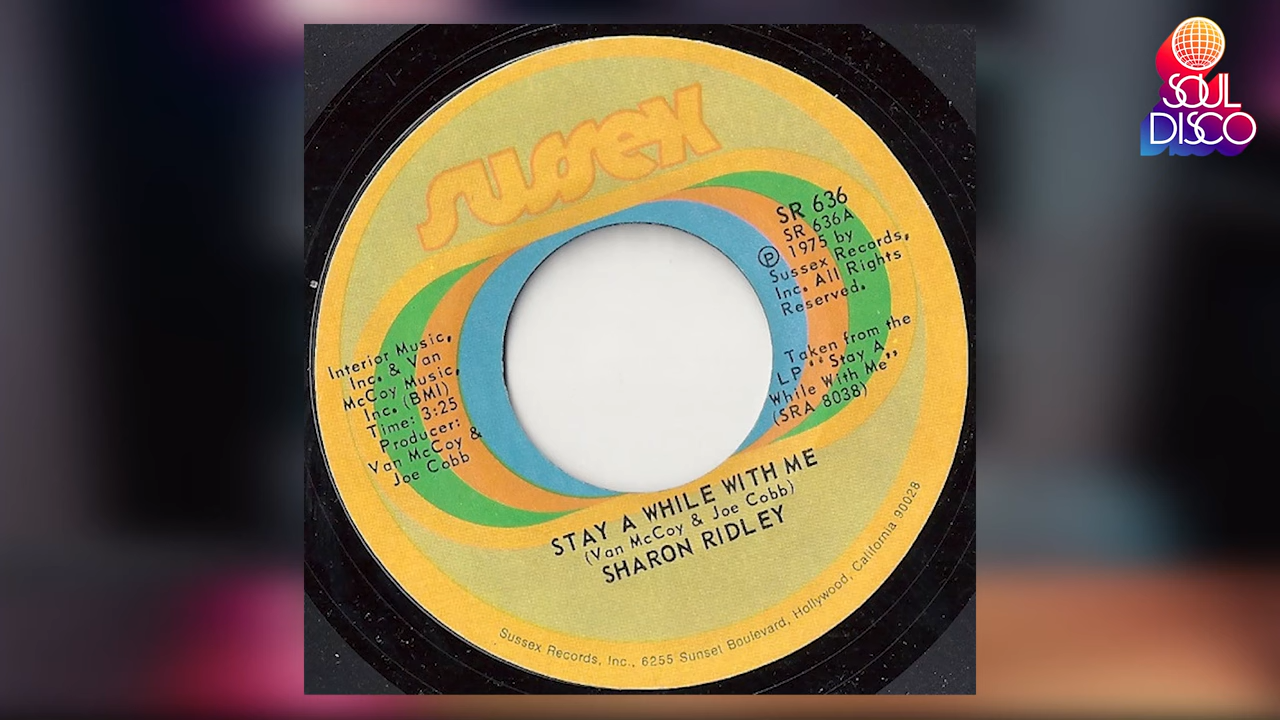 SOUL
DISCO
sussex
SR 636
SR 636A
Ⓟ 1975 by
Sussex Records,
Inc. All Rights
Reserved.
Taken from the
LP "Stay A
While With Me"
(SRA 8038)
Interior Music,
Inc. & Van
McCoy Music,
Inc. (BMI)
Time: 3:25
Producer:
Van McCoy &
Joe Cobb
STAY A WHILE WITH ME
(Van McCoy & Joe Cobb)
SHARON RIDLEY
Sussex Records, Inc., 6255 Sunset Boulevard, Hollywood, California 90028